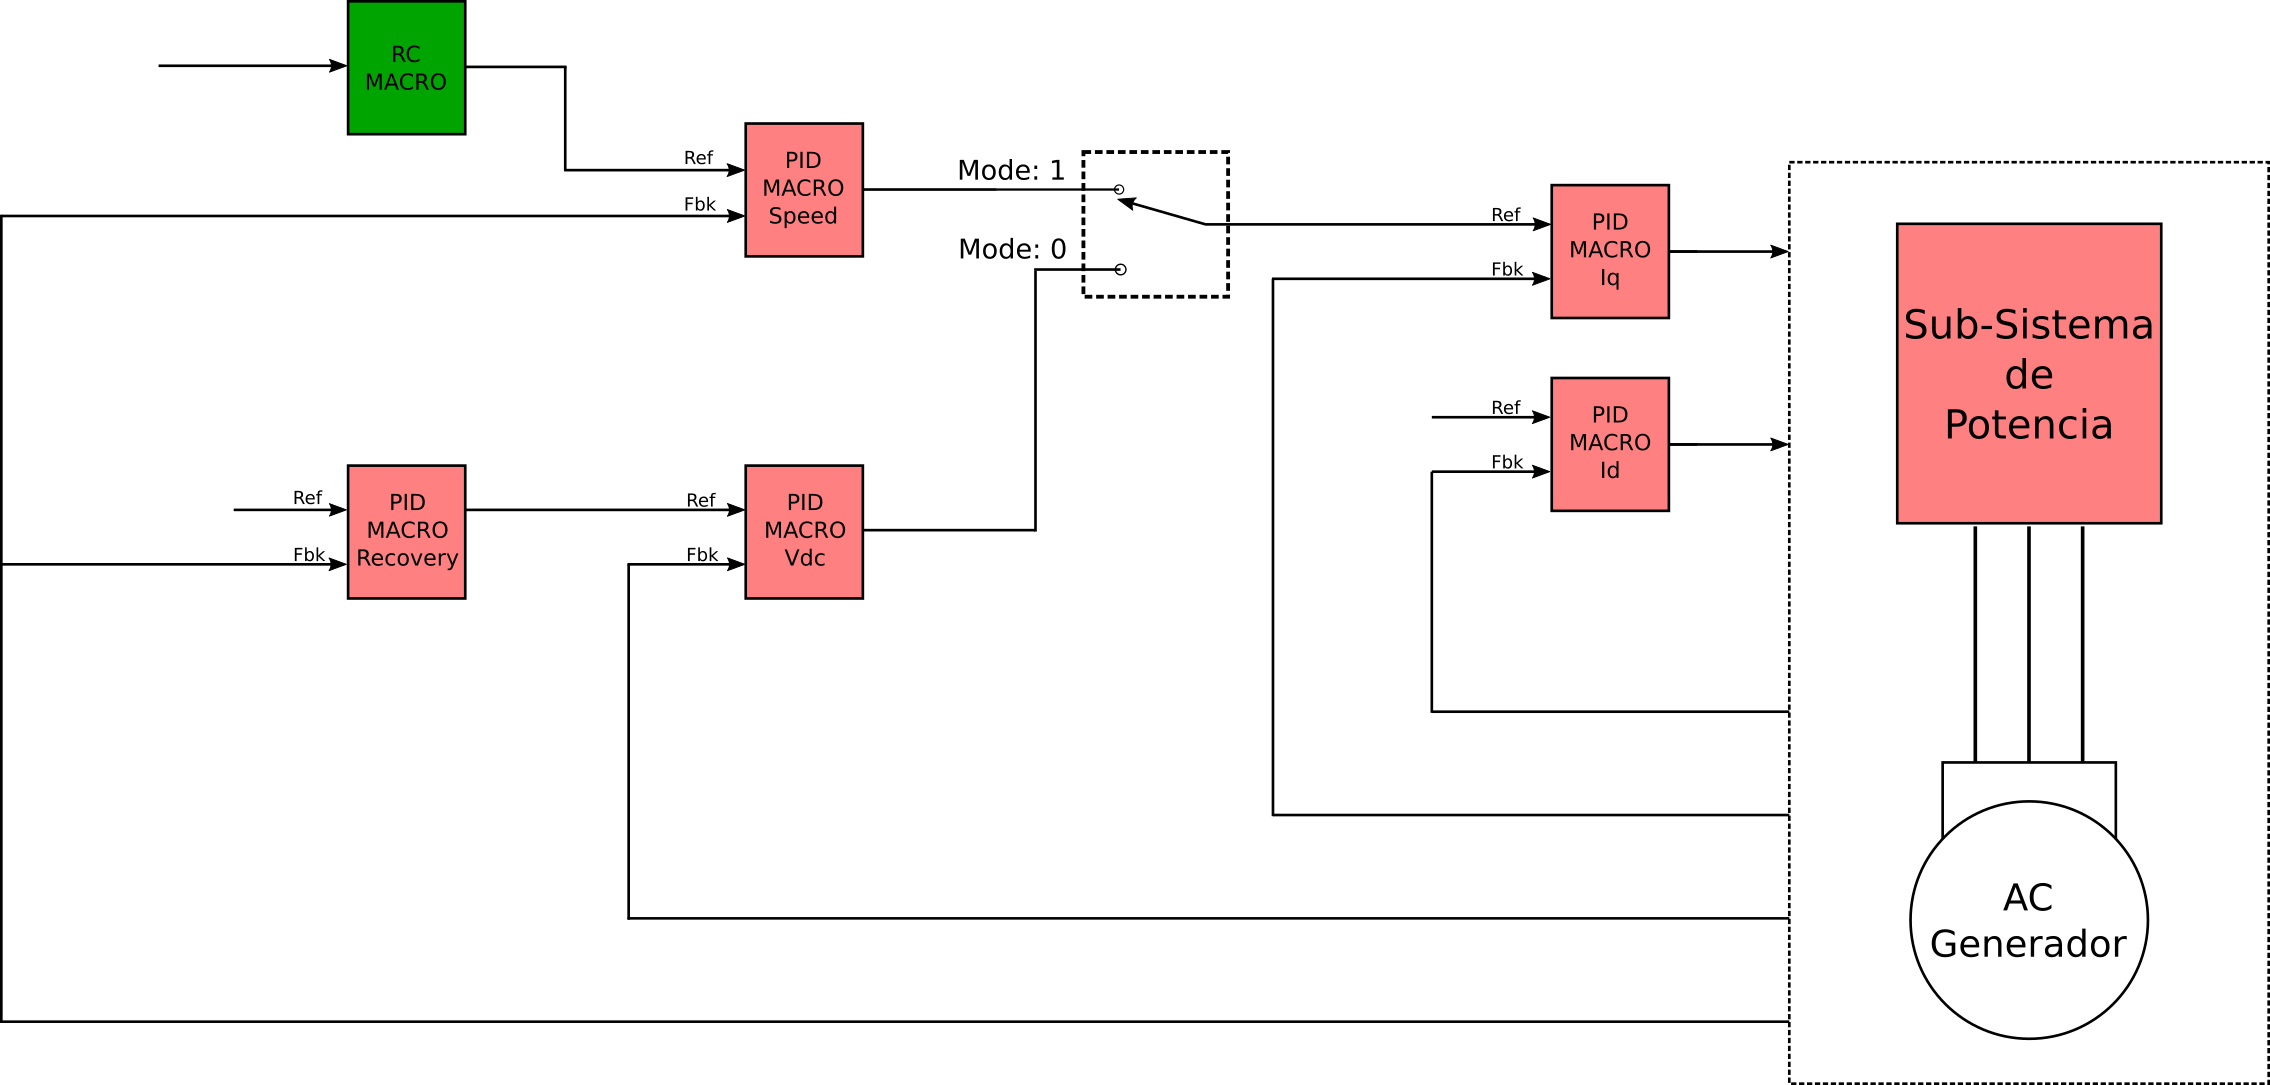 RC
MACRO
Ref
Fbk
PID
MACRO
Speed
Mode: 1
Mode: 0
Ref
Fbk
PID
MACRO
Iq
Ref
Fbk
PID
MACRO
Id
Sub-Sistema
de
Potencia
Ref
Fbk
PID
MACRO
Recovery
Ref
Fbk
PID
MACRO
Vdc
AC
Generador